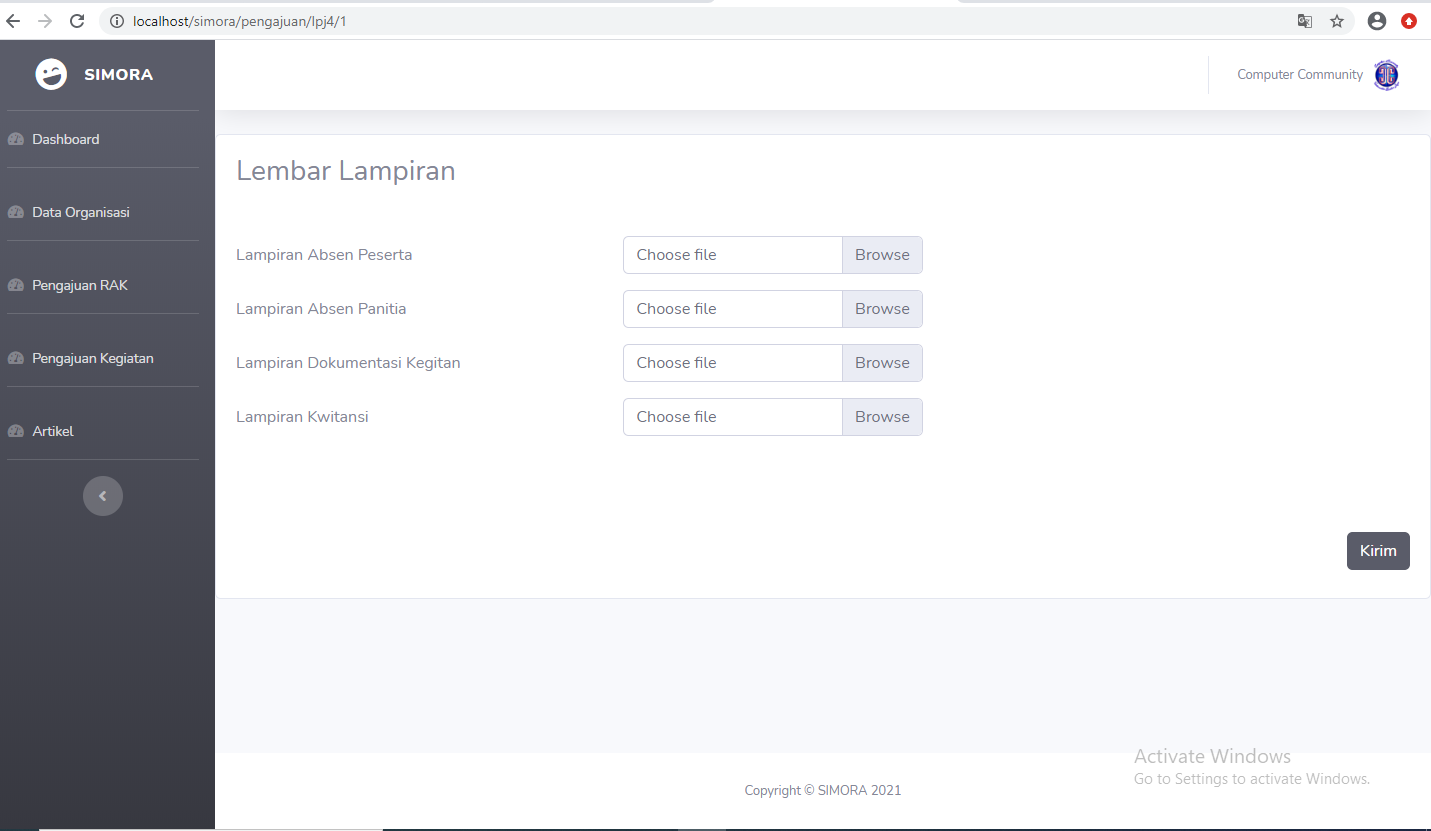 localhost/simora/pengajuan/lpj4/1
SIMORA
Computer Community
Dashboard
Data Organisasi
Pengajuan RAK
Pengajuan Kegiatan
Artikel
Lembar Lampiran
Lampiran Absen Peserta Choose file Browse
Lampiran Absen Panitia Choose file Browse
Lampiran Dokumentasi Kegitan Choose file Browse
Lampiran Kwitansi Choose file Browse
Kirim
Activate Windows
Go to Settings to activate Windows.
Copyright © SIMORA 2021